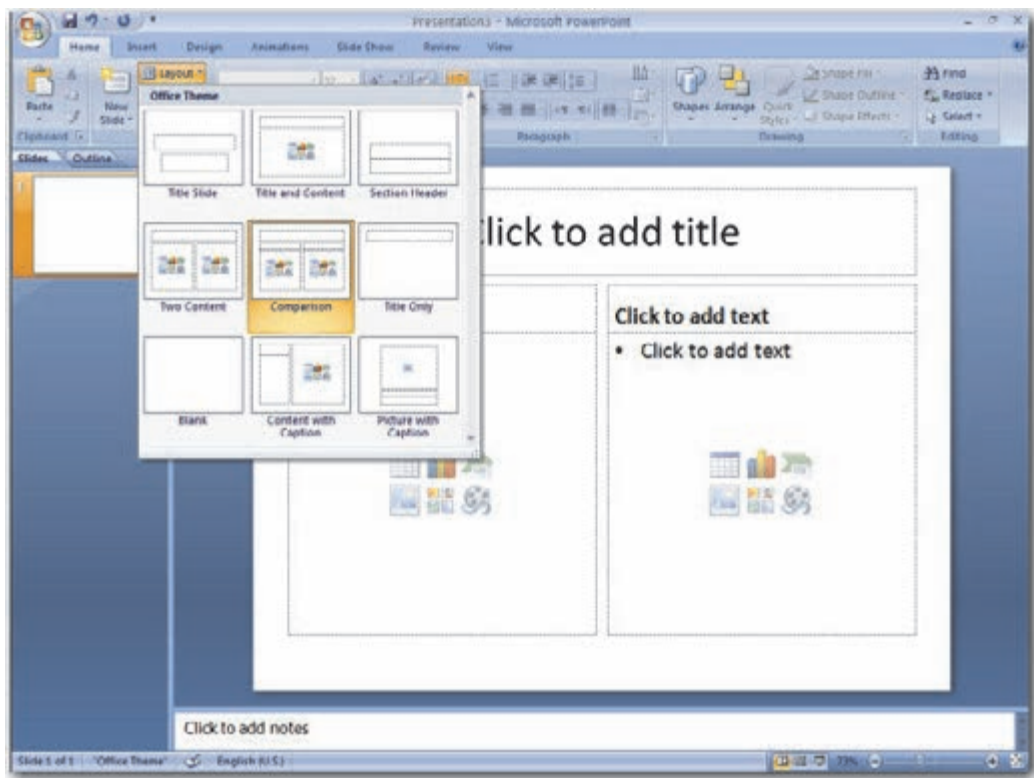 Presentation3 - Microsoft PowerPoint
Home Insert Design Animations Slide Show Review View
Layout
Paste
New Slide
Shapes Arrange Quick Styles
Shape Fill
Shape Outline
Shape Effects
Find
Replace
Select
Clipboard Paragraph Drawing Editing
Slides Outline
Office Theme
Title Slide Title and Content Section Header
Two Content Comparison Title Only
Blank Content with Caption Picture with Caption
1
lick to add title
Click to add text
• Click to add text
Click to add notes
Slide 1 of 1 "Office Theme" English (U.S.) 73%